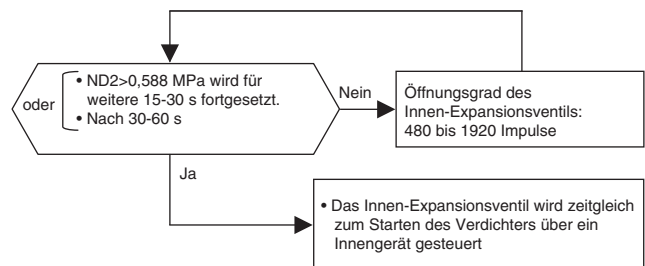 oder
• ND2>0,588 MPa wird für
weitere 15-30 s fortgesetzt.
• Nach 30-60 s
Nein
Öffnungsgrad des
Innen-Expansionsventils:
480 bis 1920 Impulse
Ja
• Das Innen-Expansionsventil wird zeitgleich
zum Starten des Verdichters über ein
Innengerät gesteuert